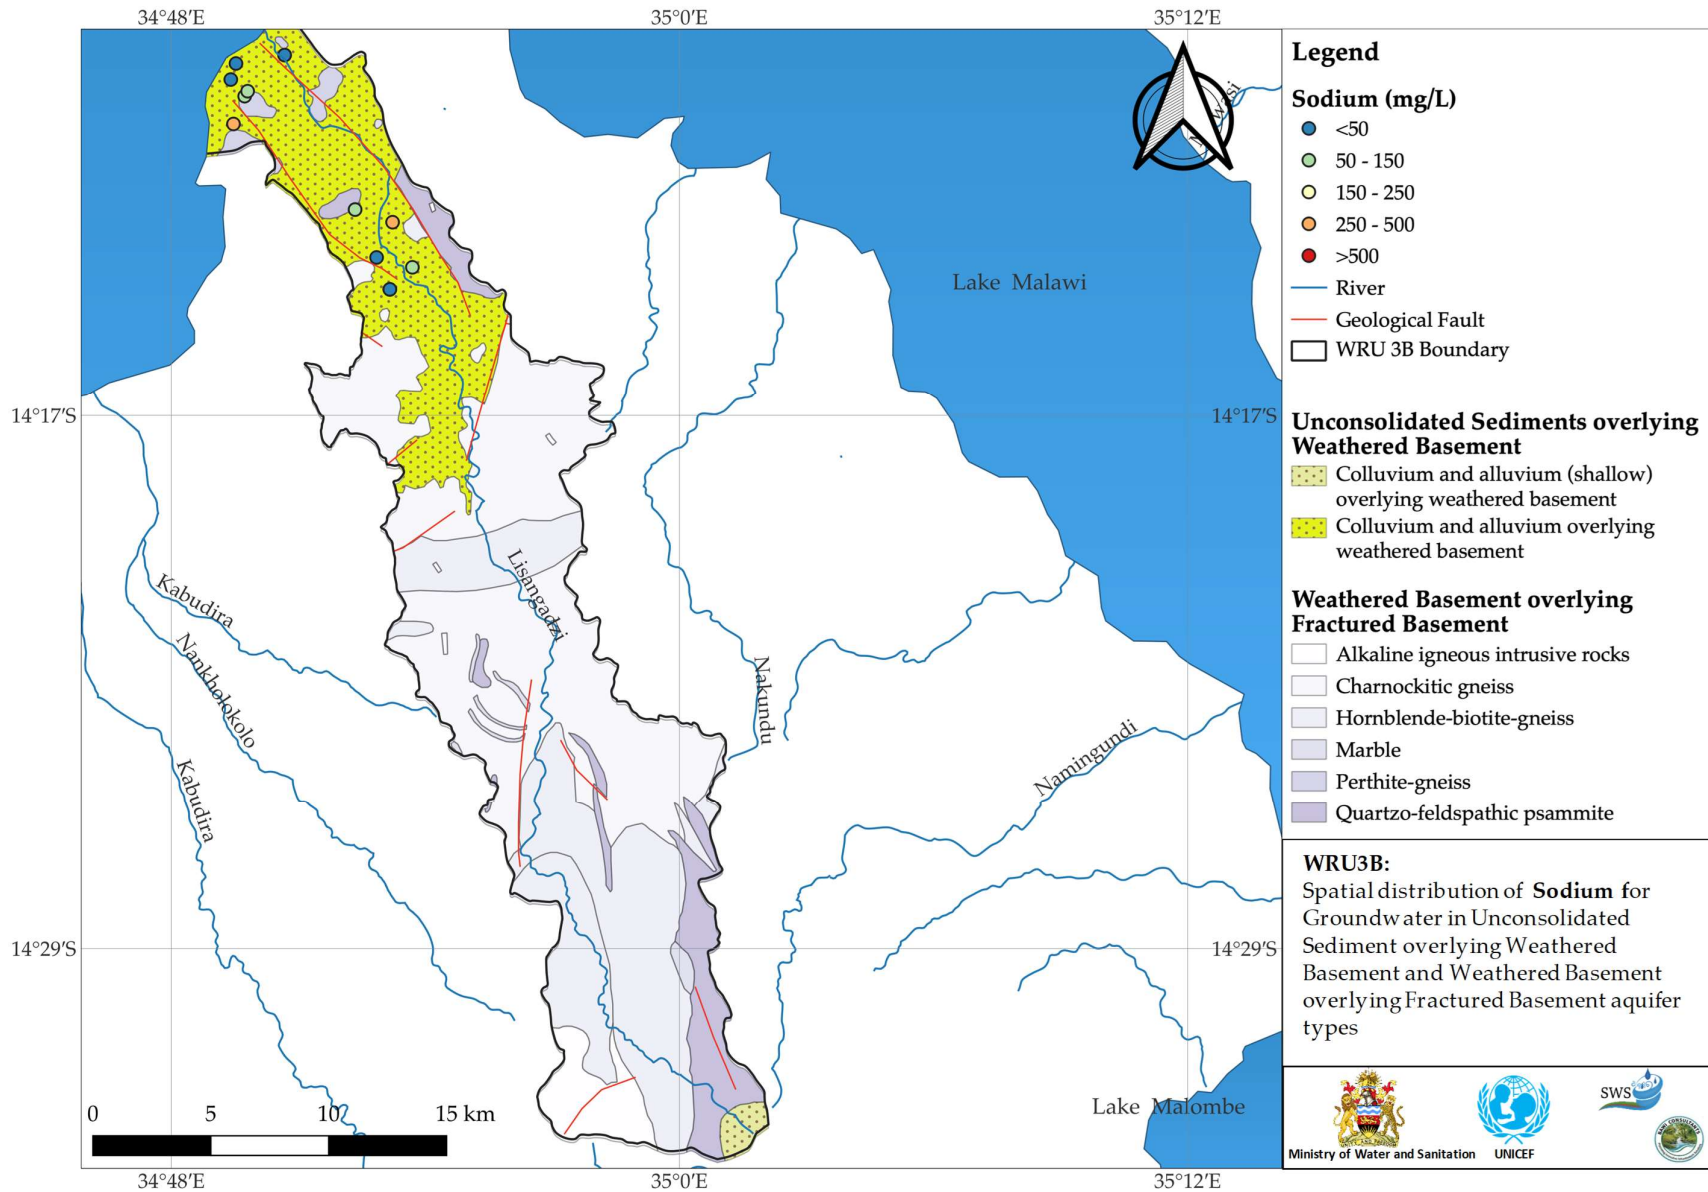 34°48′E
35°0′E
35°12′E
14°17′S
14°17′S
14°29′S
14°29′S
34°48′E
35°0′E
35°12′E
Lake Malawi
Lisangadzi
Kabudira
Nankholokolo
Kabudira
Nakundu
Namingundi
Lake Malombe
0 5 10 15 km
Legend
Sodium (mg/L)
<50
50 - 150
150 - 250
250 - 500
>500
River
Geological Fault
WRU 3B Boundary
Unconsolidated Sediments overlying
Weathered Basement
Colluvium and alluvium (shallow)
overlying weathered basement
Colluvium and alluvium overlying
weathered basement
Weathered Basement overlying
Fractured Basement
Alkaline igneous intrusive rocks
Charnockitic gneiss
Hornblende-biotite-gneiss
Marble
Perthite-gneiss
Quartzo-feldspathic psammite
WRU3B:
Spatial distribution of Sodium for
Groundwater in Unconsolidated
Sediment overlying Weathered
Basement and Weathered Basement
overlying Fractured Basement aquifer
types
Ministry of Water and Sanitation
UNICEF
SWS